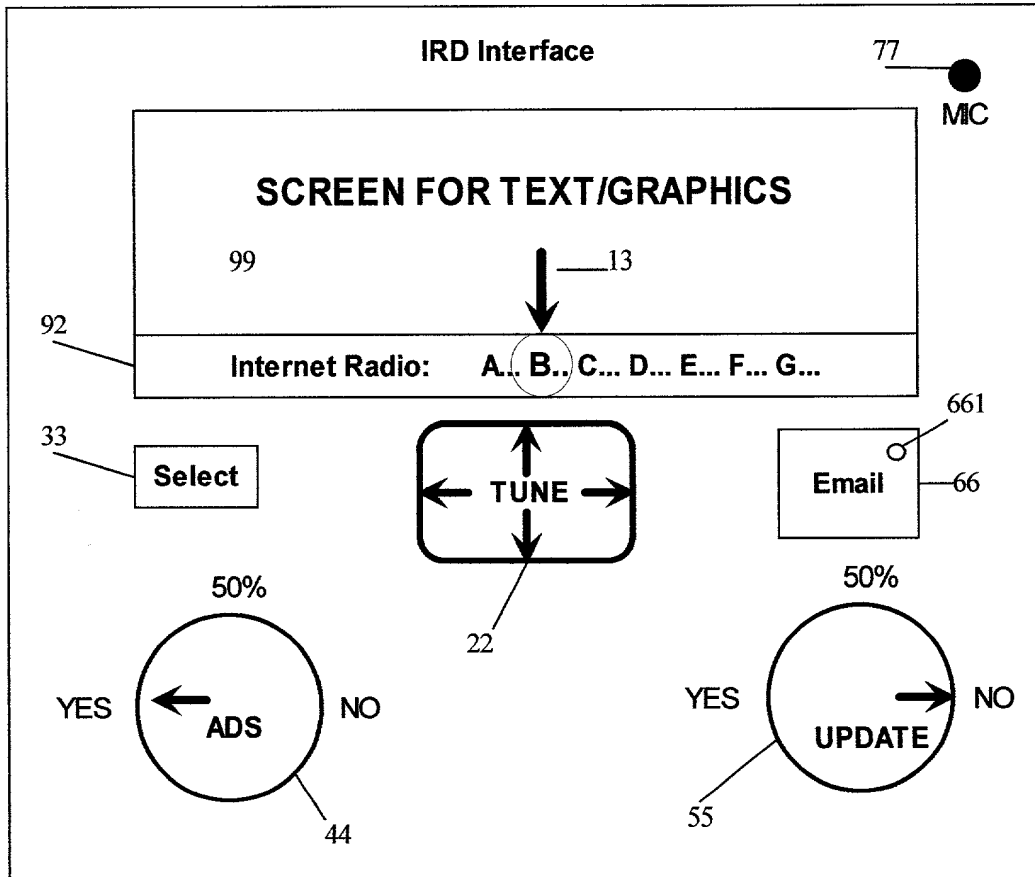 IRD Interface
77
MIC
SCREEN FOR TEXT/GRAPHICS
99
13
92
Internet Radio: A... B.. C... D... E... F... G...
33
Select
TUNE
661
Email
66
50%
22
50%
YES
ADS
NO
YES
UPDATE
NO
44
55